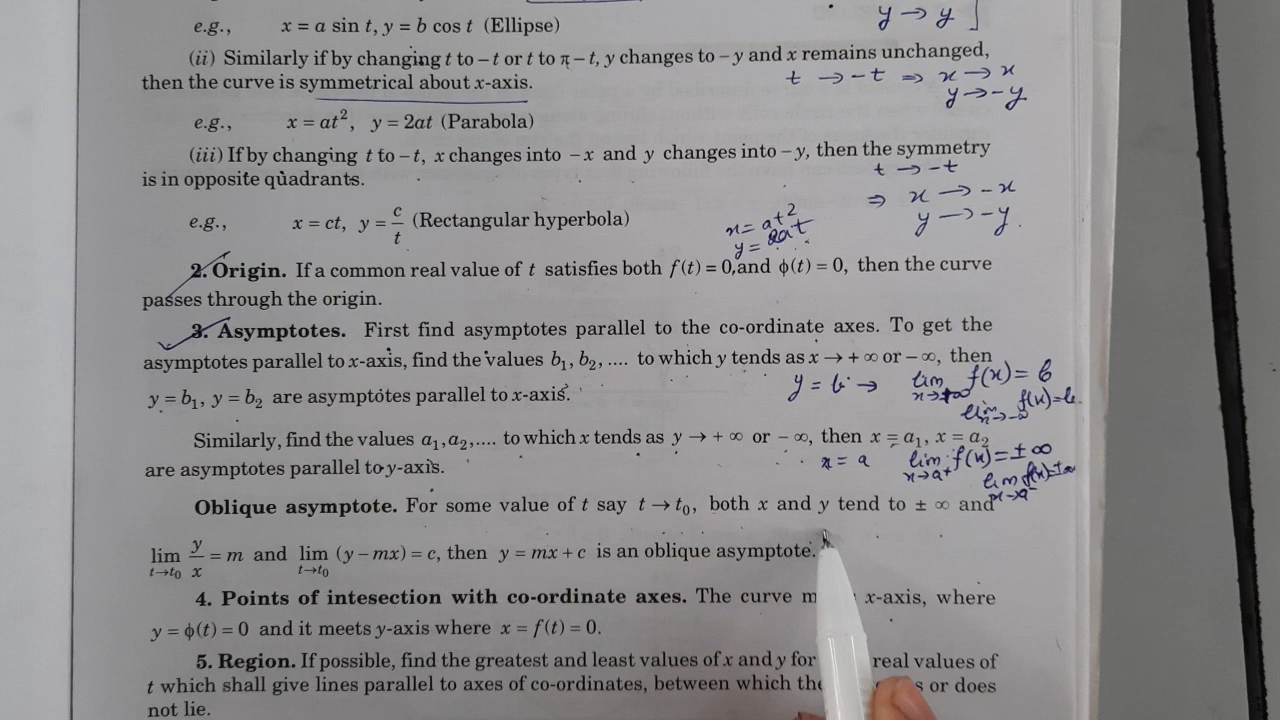 e.g., x = a sin t, y = b cos t (Ellipse)
y → y ]
(ii) Similarly if by changing t to – t or t to π – t, y changes to – y and x remains unchanged,
then the curve is symmetrical about x-axis.
t → -t ⇒ x → x
y → -y
e.g., x = at², y = 2at (Parabola)
(iii) If by changing t to – t, x changes into – x and y changes into – y, then the symmetry
is in opposite quadrants.
t → -t
⇒ x → -x
y → -y
e.g., x = ct, y = c/t (Rectangular hyperbola)
x = at²
y = 2at
2. Origin. If a common real value of t satisfies both f(t) = 0, and ϕ(t) = 0, then the curve
passes through the origin.
3. Asymptotes. First find asymptotes parallel to the co-ordinate axes. To get the
asymptotes parallel to x-axis, find the values b₁, b₂, .... to which y tends as x → + ∞ or – ∞, then
y = b₁, y = b₂ are asymptotes parallel to x-axis.
y = b → lim x→+∞ f(x) = b
lim x→-∞ f(x) = b
Similarly, find the values a₁, a₂, .... to which x tends as y → + ∞ or – ∞, then x = a₁, x = a₂
are asymptotes parallel to y-axis.
x = a lim x→a⁺ f(x) = ±∞
lim x→a⁻ f(x) = ±∞
Oblique asymptote. For some value of t say t → t₀, both x and y tend to ± ∞ and
lim t→t₀ y/x = m and lim t→t₀ (y – mx) = c, then y = mx + c is an oblique asymptote.
4. Points of intesection with co-ordinate axes. The curve x-axis, where
y = ϕ(t) = 0 and it meets y-axis where x = f(t) = 0.
5. Region. If possible, find the greatest and least values of x and y for real values of
t which shall give lines parallel to axes of co-ordinates, between which or does
not lie.